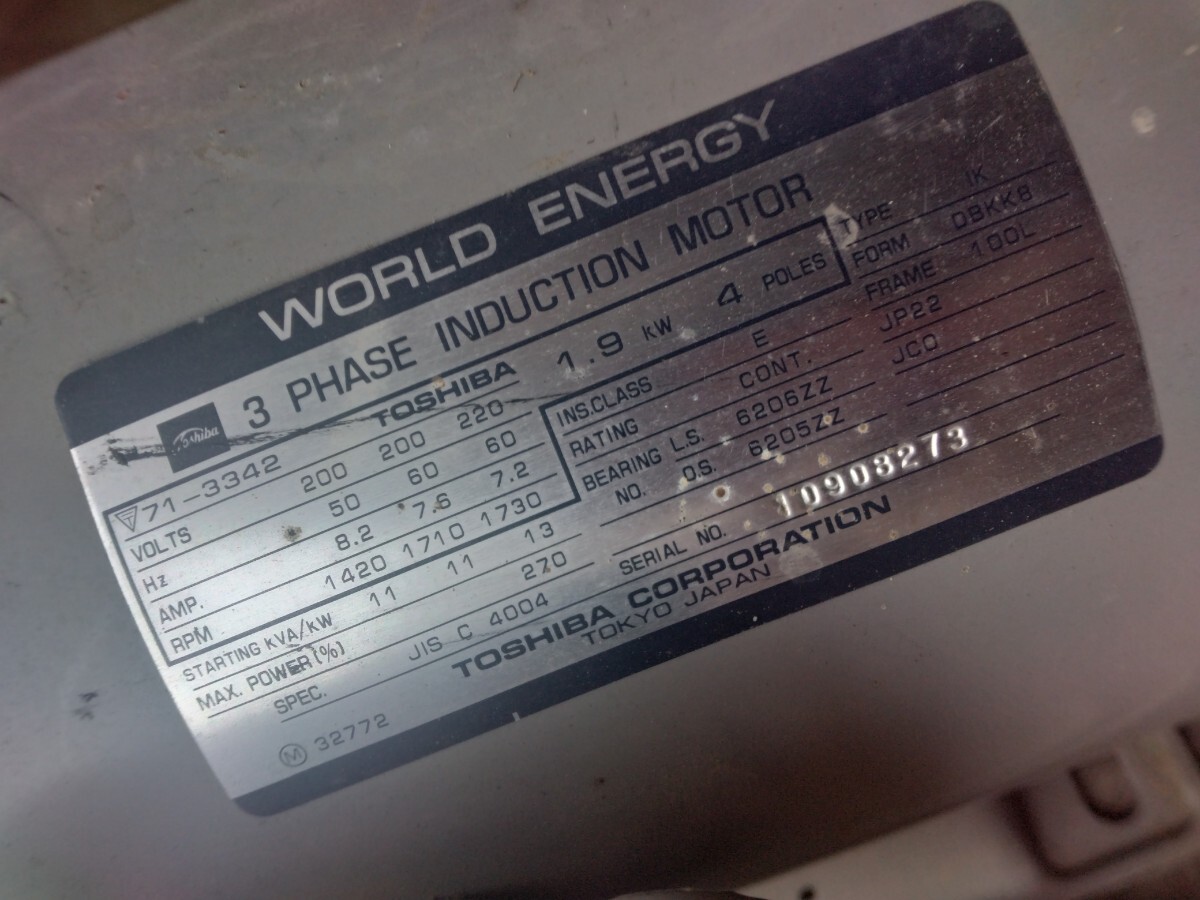 WORLD ENERGY
Toshiba 3 PHASE INDUCTION MOTOR
TOSHIBA 1.9 kW 4 POLES
71-3342
VOLTS 200 200 220
Hz 50 60 60
AMP. 8.2 7.6 7.2
RPM 1420 1710 1730
STARTING kVA/kW 11 11 13
MAX. POWER (%) 270
SPEC. JIS C 4004
M 32772
TYPE IK
FORM DBKK8
FRAME 100L
INS.CLASS E JP22
RATING CONT. JC0
BEARING L.S. 6206ZZ
NO. O.S. 6205ZZ
SERIAL NO. 10908273
TOSHIBA CORPORATION
TOKYO JAPAN